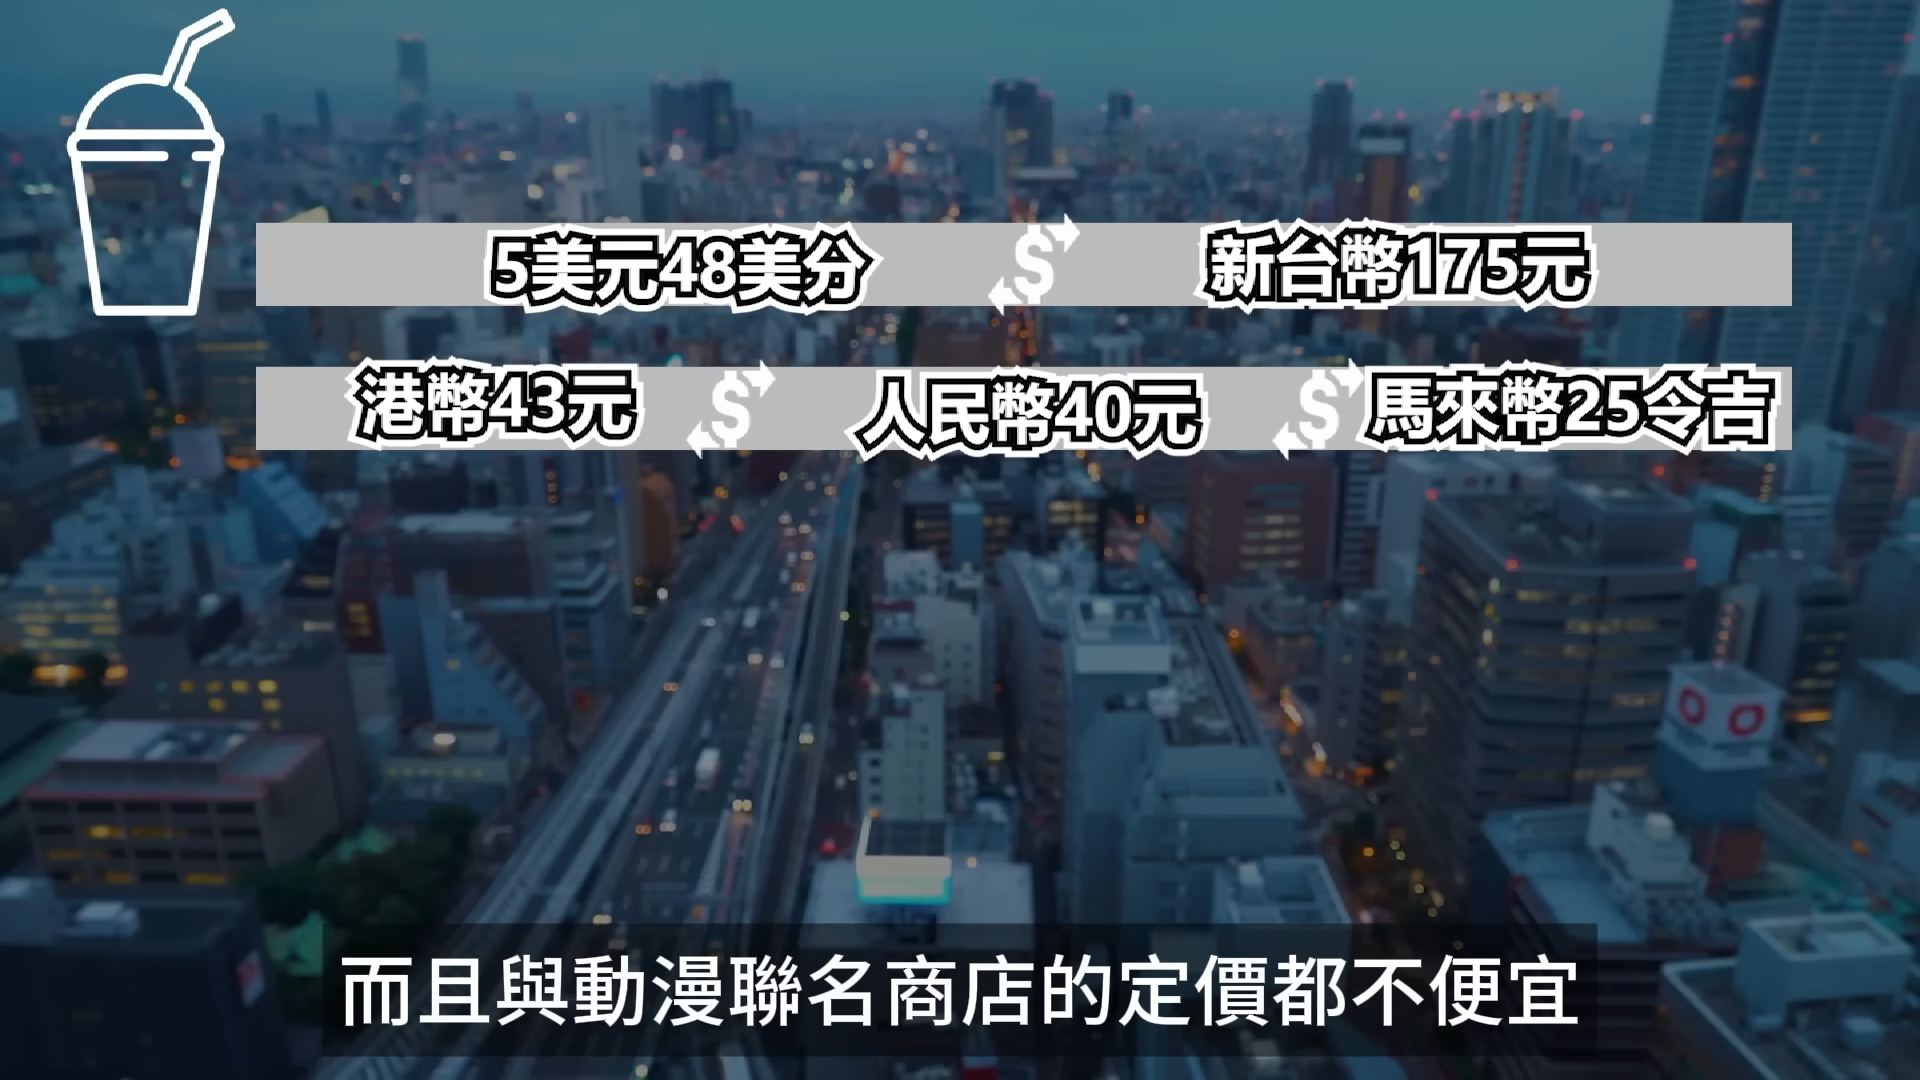 5美元48美分 新台幣175元
港幣43元 人民幣40元 馬來幣25令吉
而且與動漫聯名商店的定價都不便宜